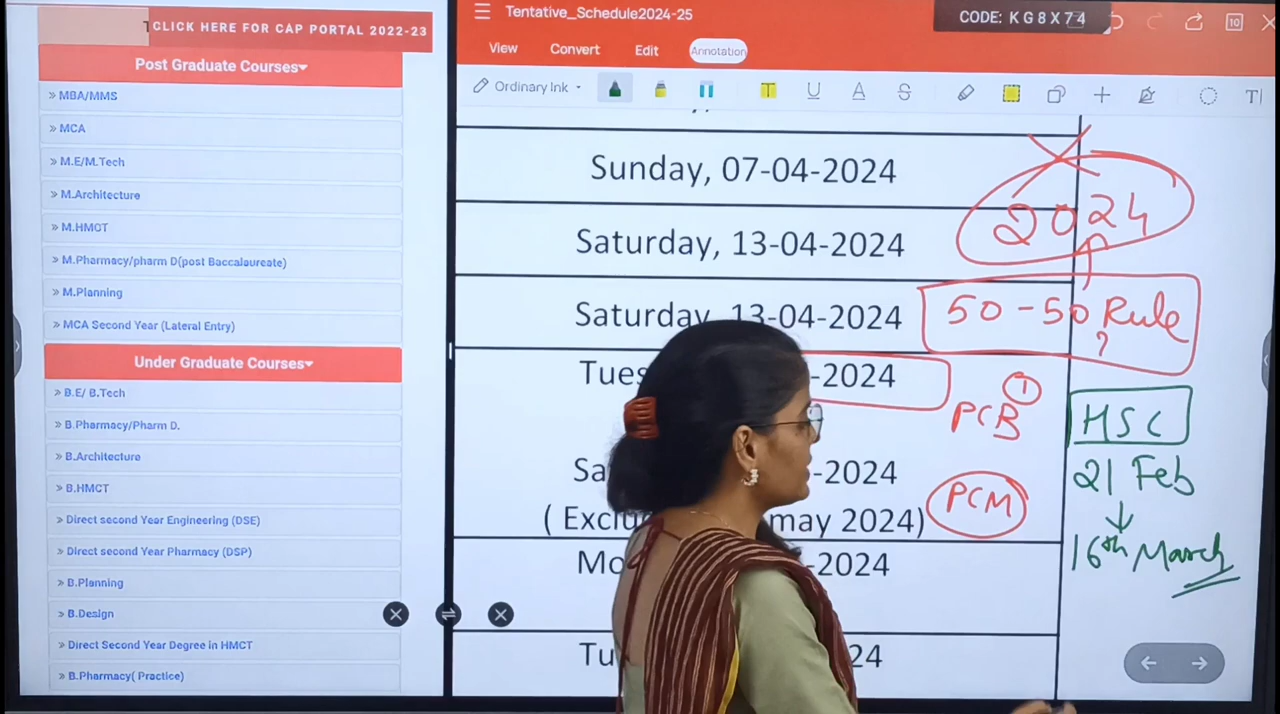 CLICK HERE FOR CAP PORTAL 2022-23
Post Graduate Courses
» MBA/MMS
» MCA
» M.E/M.Tech
» M.Architecture
» M.HMCT
» M.Pharmacy/pharm D(post Baccalaureate)
» M.Planning
» MCA Second Year (Lateral Entry)
Under Graduate Courses
» B.E/ B.Tech
» B.Pharmacy/Pharm D.
» B.Architecture
» B.HMCT
» Direct second Year Engineering (DSE)
» Direct second Year Pharmacy (DSP)
» B.Planning
» B.Design
» Direct Second Year Degree in HMCT
» B.Pharmacy( Practice)
Tentative_Schedule2024-25
CODE: KG8X74
10
View Convert Edit Annotation
Ordinary Ink
Sunday, 07-04-2024
Saturday, 13-04-2024
Saturday, 13-04-2024
-2024
-2024
may 2024)
-2024
24
2024
50-50 Rule
?
PCB 1
PCM
HSC
21 Feb
16th March